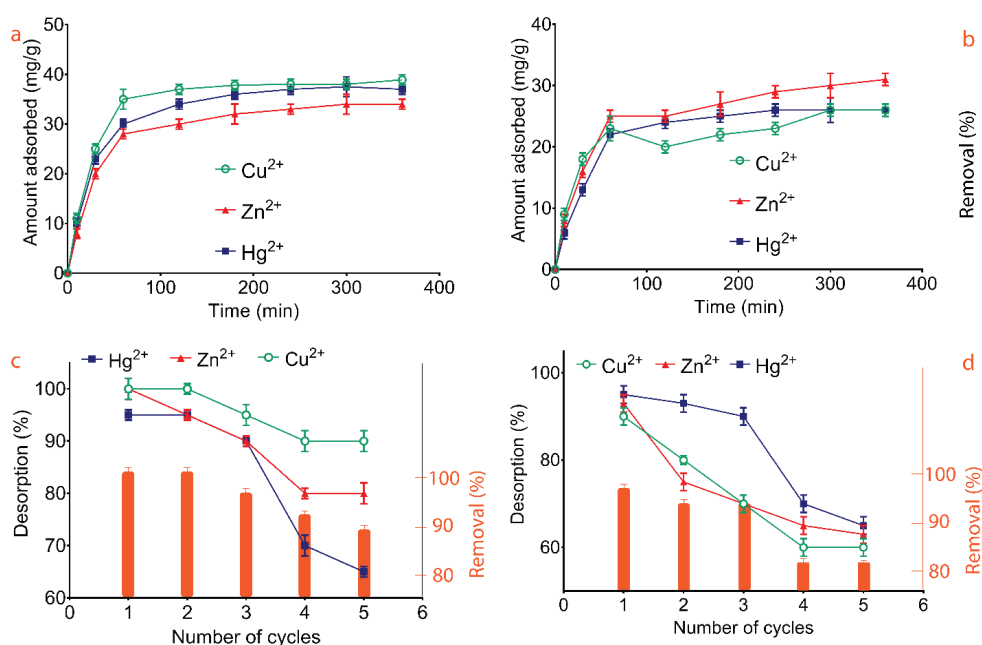 a
50
40
30
20
10
0
Amount adsorbed (mg/g)
Cu²⁺
Zn²⁺
Hg²⁺
0 100 200 300 400
Time (min)
b
40
30
20
10
0
Amount adsorbed (mg/g)
Removal (%)
Cu²⁺
Zn²⁺
Hg²⁺
0 100 200 300 400
Time (min)
c
Hg²⁺ Zn²⁺ Cu²⁺
100
90
80
70
60
Desorption (%)
100
90
80
Removal (%)
0 1 2 3 4 5 6
Number of cycles
d
Cu²⁺ Zn²⁺ Hg²⁺
100
80
60
Desorption (%)
100
90
80
Removal (%)
0 1 2 3 4 5 6
Number of cycles